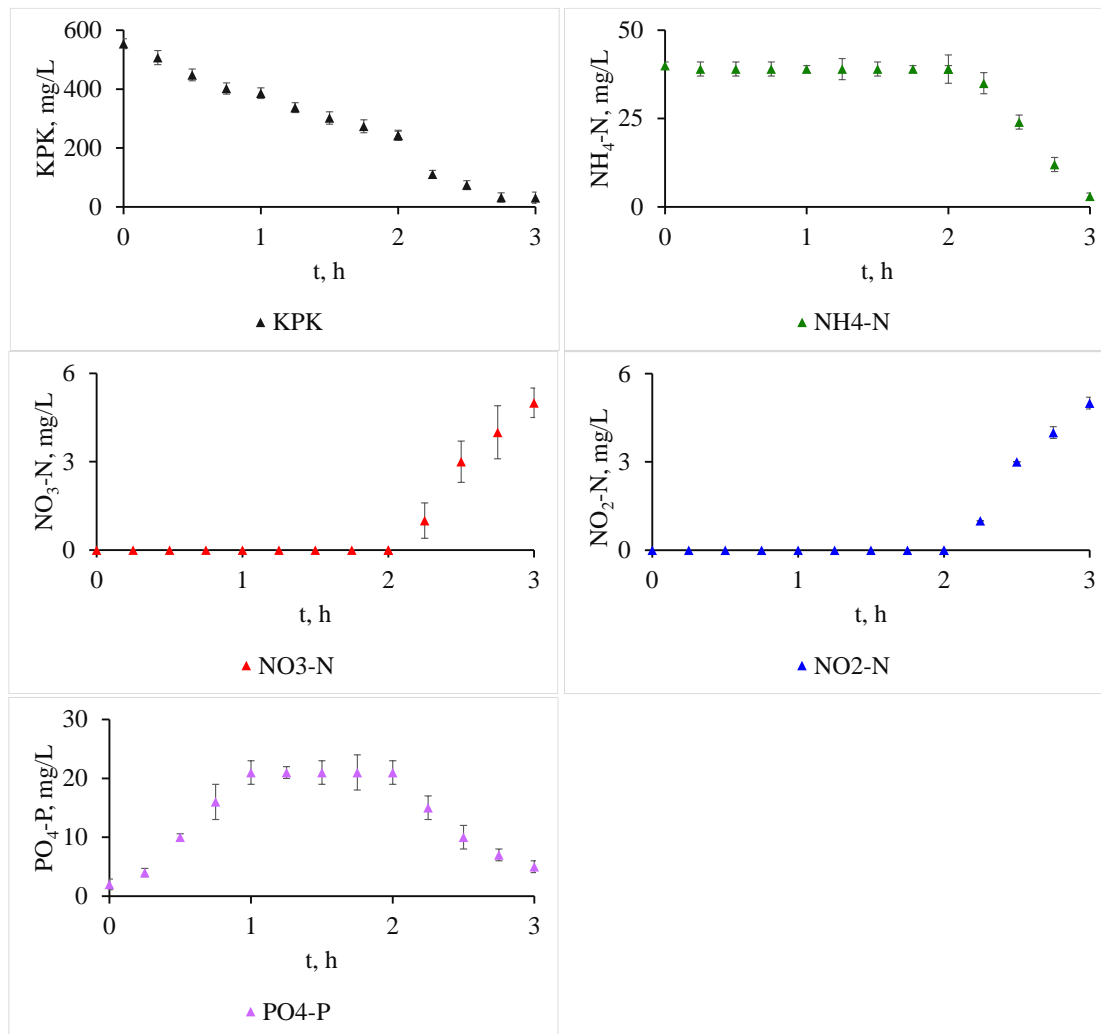 600
400
200
0
KPK, mg/L
0 1 2 3
t, h
KPK
50
25
0
NH₄-N, mg/L
0 1 2 3
t, h
NH4-N
6
3
0
NO₃-N, mg/L
0 1 2 3
t, h
NO3-N
6
3
0
NO₂-N, mg/L
0 1 2 3
t, h
NO2-N
30
20
10
0
PO₄-P, mg/L
0 1 2 3
t, h
PO4-P